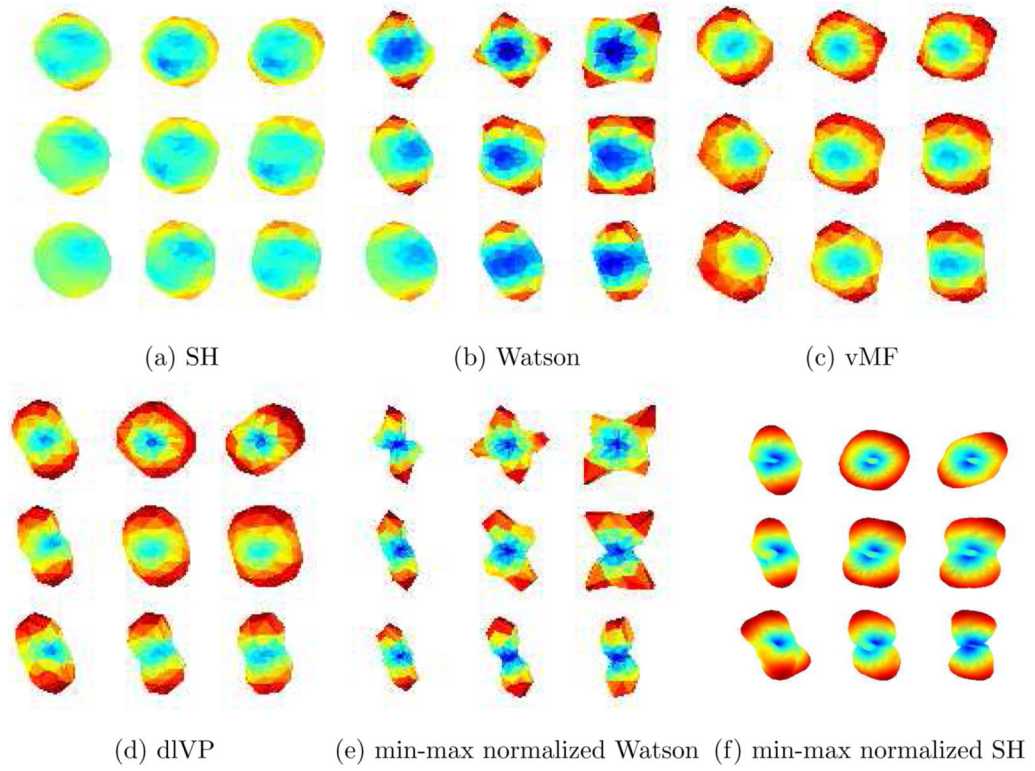 (a) SH
(b) Watson
(c) vMF
(d) dlVP
(e) min-max normalized Watson
(f) min-max normalized SH